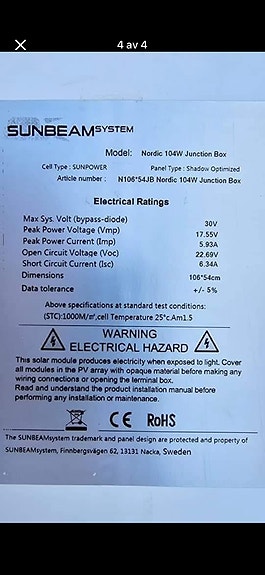 4 av 4
SUNBEAMSYSTEM
Model: Nordic 104W Junction Box
Cell Type : SUNPOWER Panel Type : Shadow Optimized
Article number : N106*54JB Nordic 104W Junction Box
Electrical Ratings
Max Sys. Volt (bypass-diode) 30V
Peak Power Voltage (Vmp) 17.55V
Peak Power Current (Imp) 5.93A
Open Circuit Voltage (Voc) 22.69V
Short Circuit Current (Isc) 6.34A
Dimensions 106*54cm
Data tolerance +/- 5%
Above specifications at standard test conditions:
(STC):1000M/㎡,cell Temperature 25°c.Am1.5
WARNING
ELECTRICAL HAZARD
This solar module produces electricity when exposed to light. Cover
all modules in the PV array with opaque material before making any
wiring connections or opening the terminal box.
Read and understand the product installation manual before
performing any installation or maintenance.
CE RoHS
The SUNBEAMsystem trademark and panel design are protected and property of
SUNBEAMsystem, Finnbergsvägen 62, 13131 Nacka, Sweden